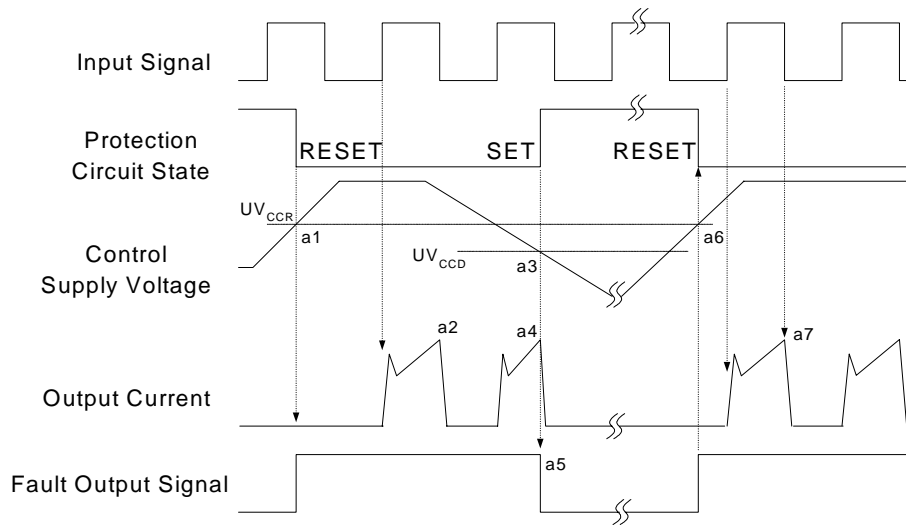 Input Signal
Protection
Circuit State
RESET
SET
RESET
UV_CCR
a1
a6
UV_CCD
a3
Control
Supply Voltage
a2
a4
a7
Output Current
a5
Fault Output Signal